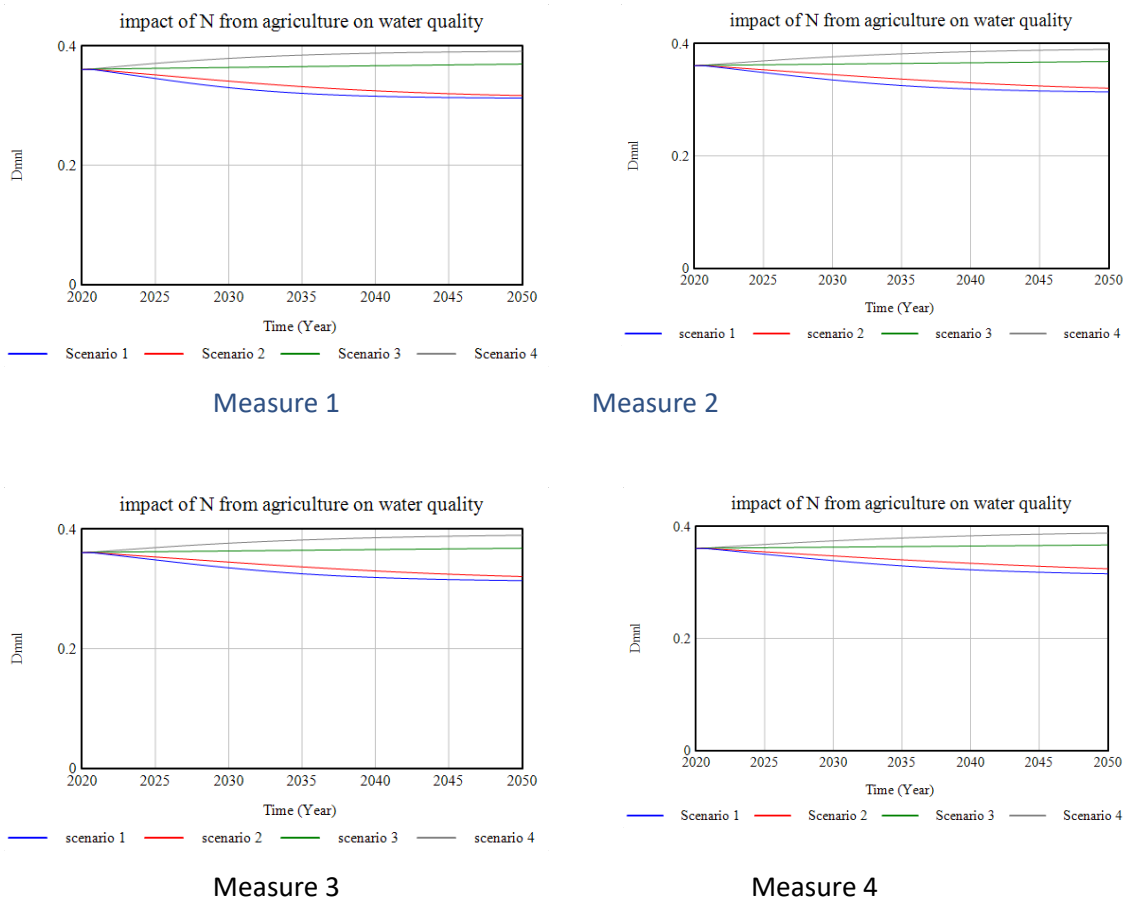 impact of N from agriculture on water quality
0.4
Dmnl
0.2
0
2020 2025 2030 2035 2040 2045 2050
Time (Year)
Scenario 1 Scenario 2 Scenario 3 Scenario 4
Measure 1
impact of N from agriculture on water quality
0.4
Dmnl
0.2
0
2020 2025 2030 2035 2040 2045 2050
Time (Year)
scenario 1 scenario 2 scenario 3 scenario 4
Measure 2
impact of N from agriculture on water quality
0.4
Dmnl
0.2
0
2020 2025 2030 2035 2040 2045 2050
Time (Year)
scenario 1 scenario 2 scenario 3 scenario 4
Measure 3
impact of N from agriculture on water quality
0.4
Dmnl
0.2
0
2020 2025 2030 2035 2040 2045 2050
Time (Year)
Scenario 1 Scenario 2 Scenario 3 Scenario 4
Measure 4